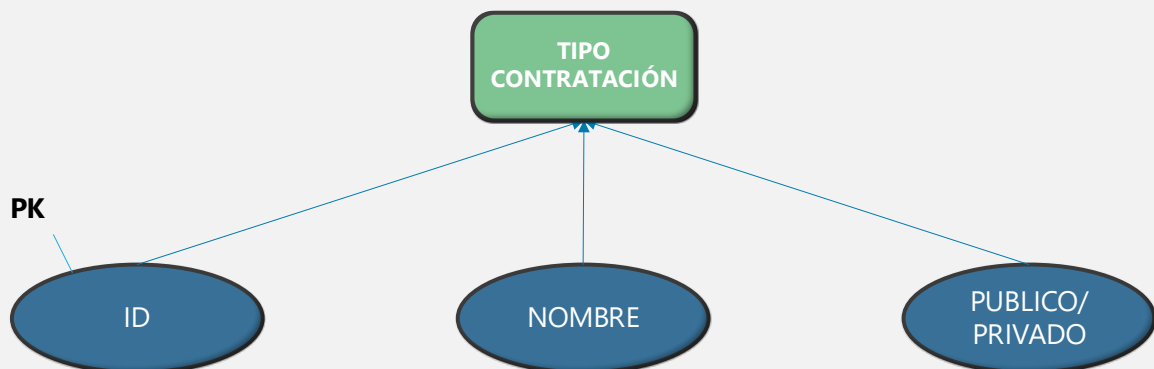 TIPO
CONTRATACIÓN
PK
ID
NOMBRE
PUBLICO/
PRIVADO